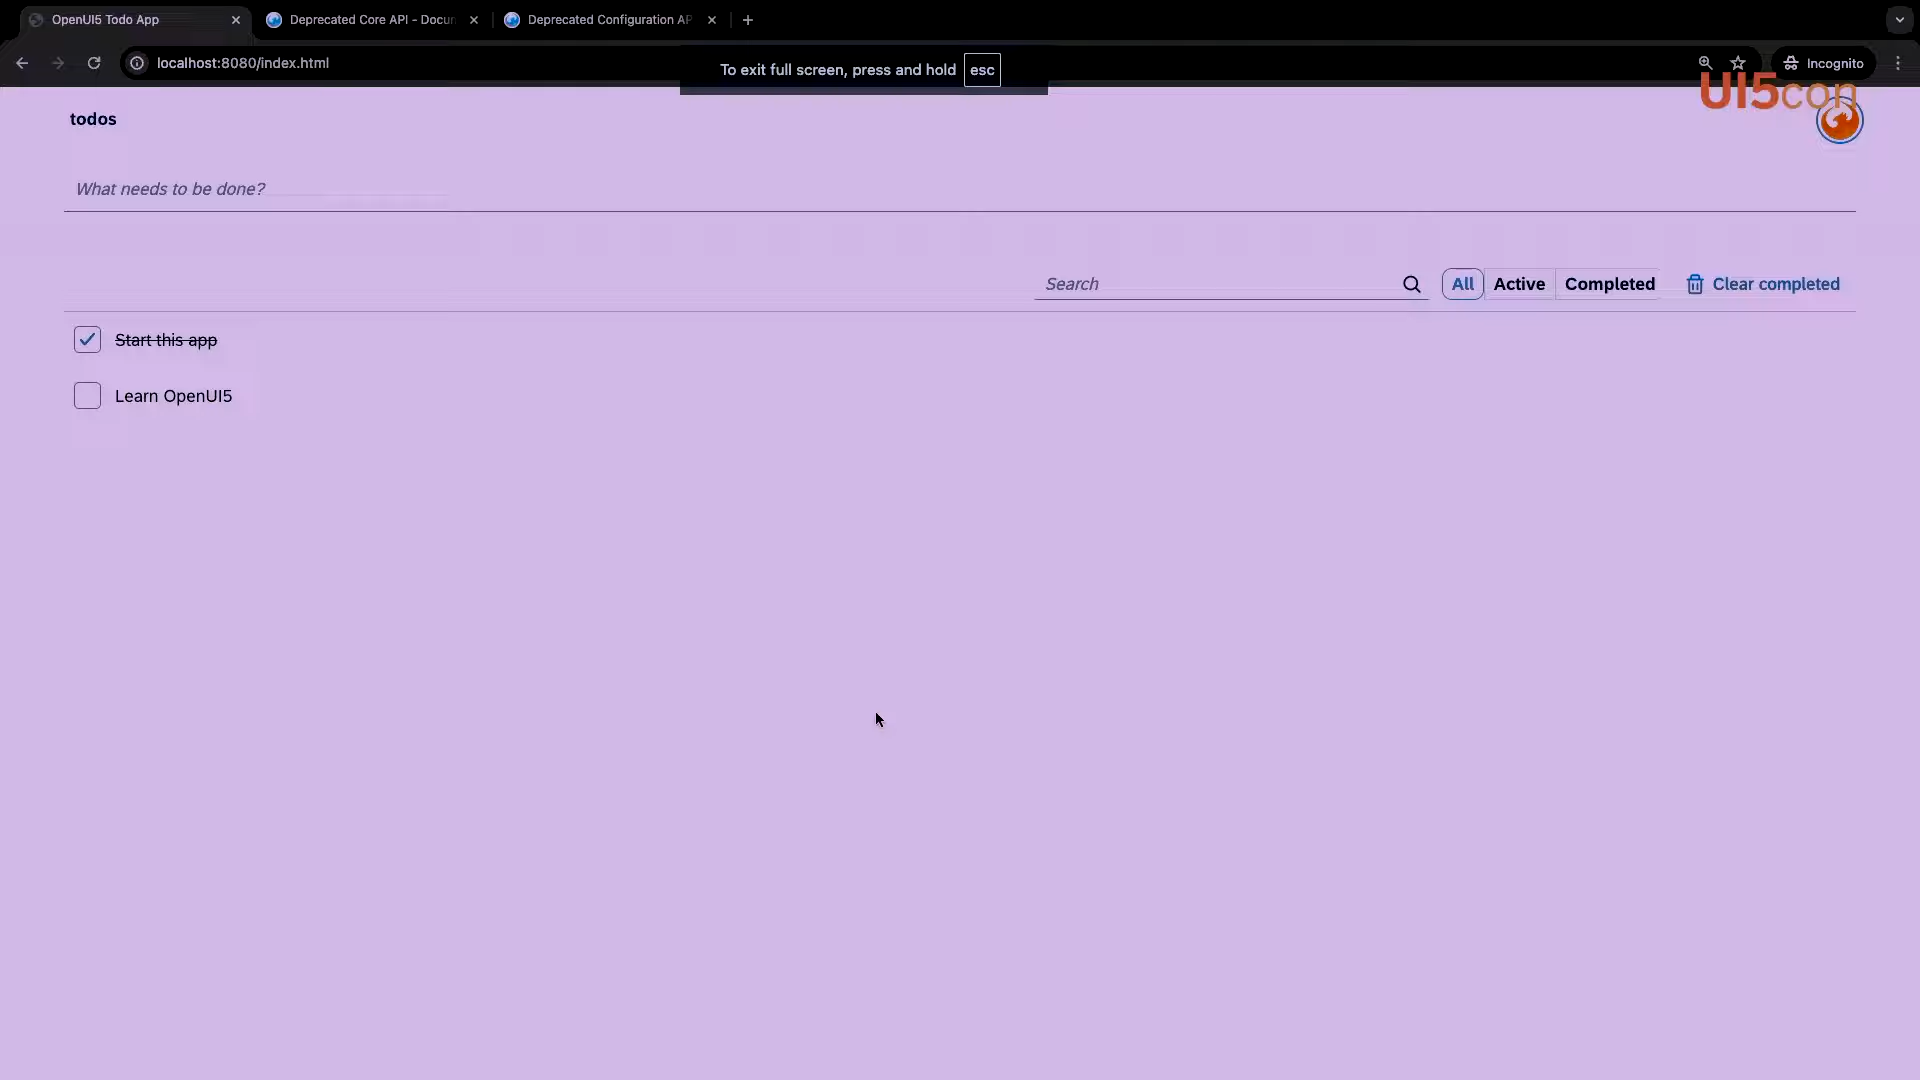 OpenUI5 Todo App
Deprecated Core API - Docu
Deprecated Configuration AP
localhost:8080/index.html
To exit full screen, press and hold esc
Incognito
UI5con
todos
What needs to be done?
Search
All
Active
Completed
Clear completed
Start this app
Learn OpenUI5